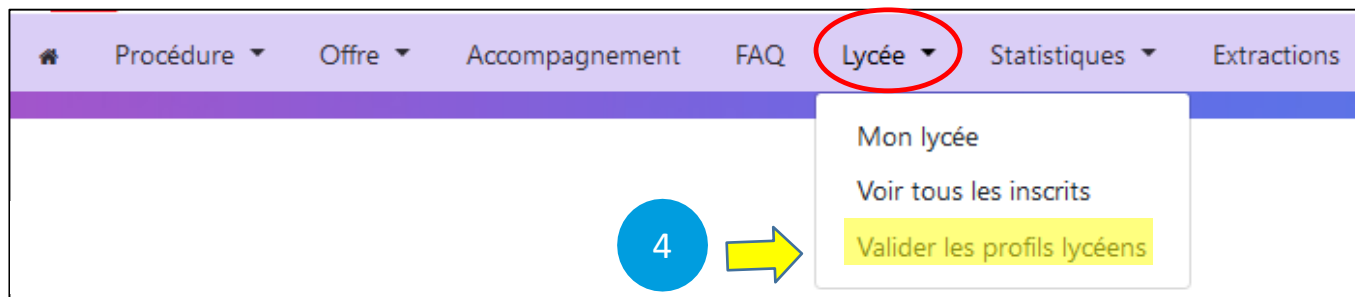 Procédure Offre Accompagnement FAQ Lycée Statistiques Extractions
Mon lycée
Voir tous les inscrits
4 Valider les profils lycéens